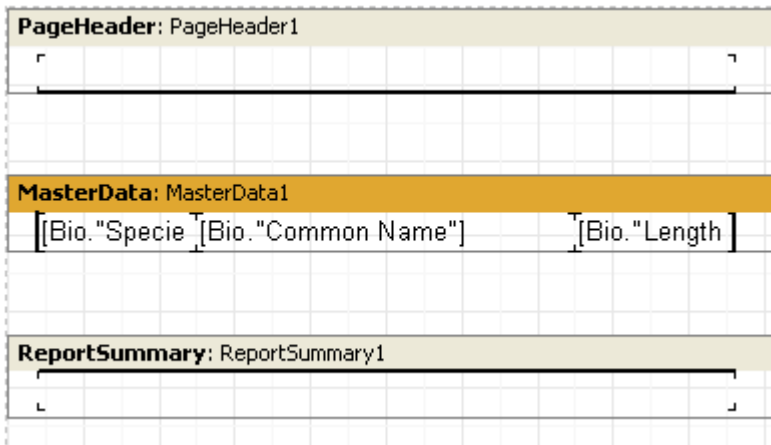 PageHeader: PageHeader1
MasterData: MasterData1
[Bio."Specie [Bio."Common Name"] [Bio."Length
ReportSummary: ReportSummary1